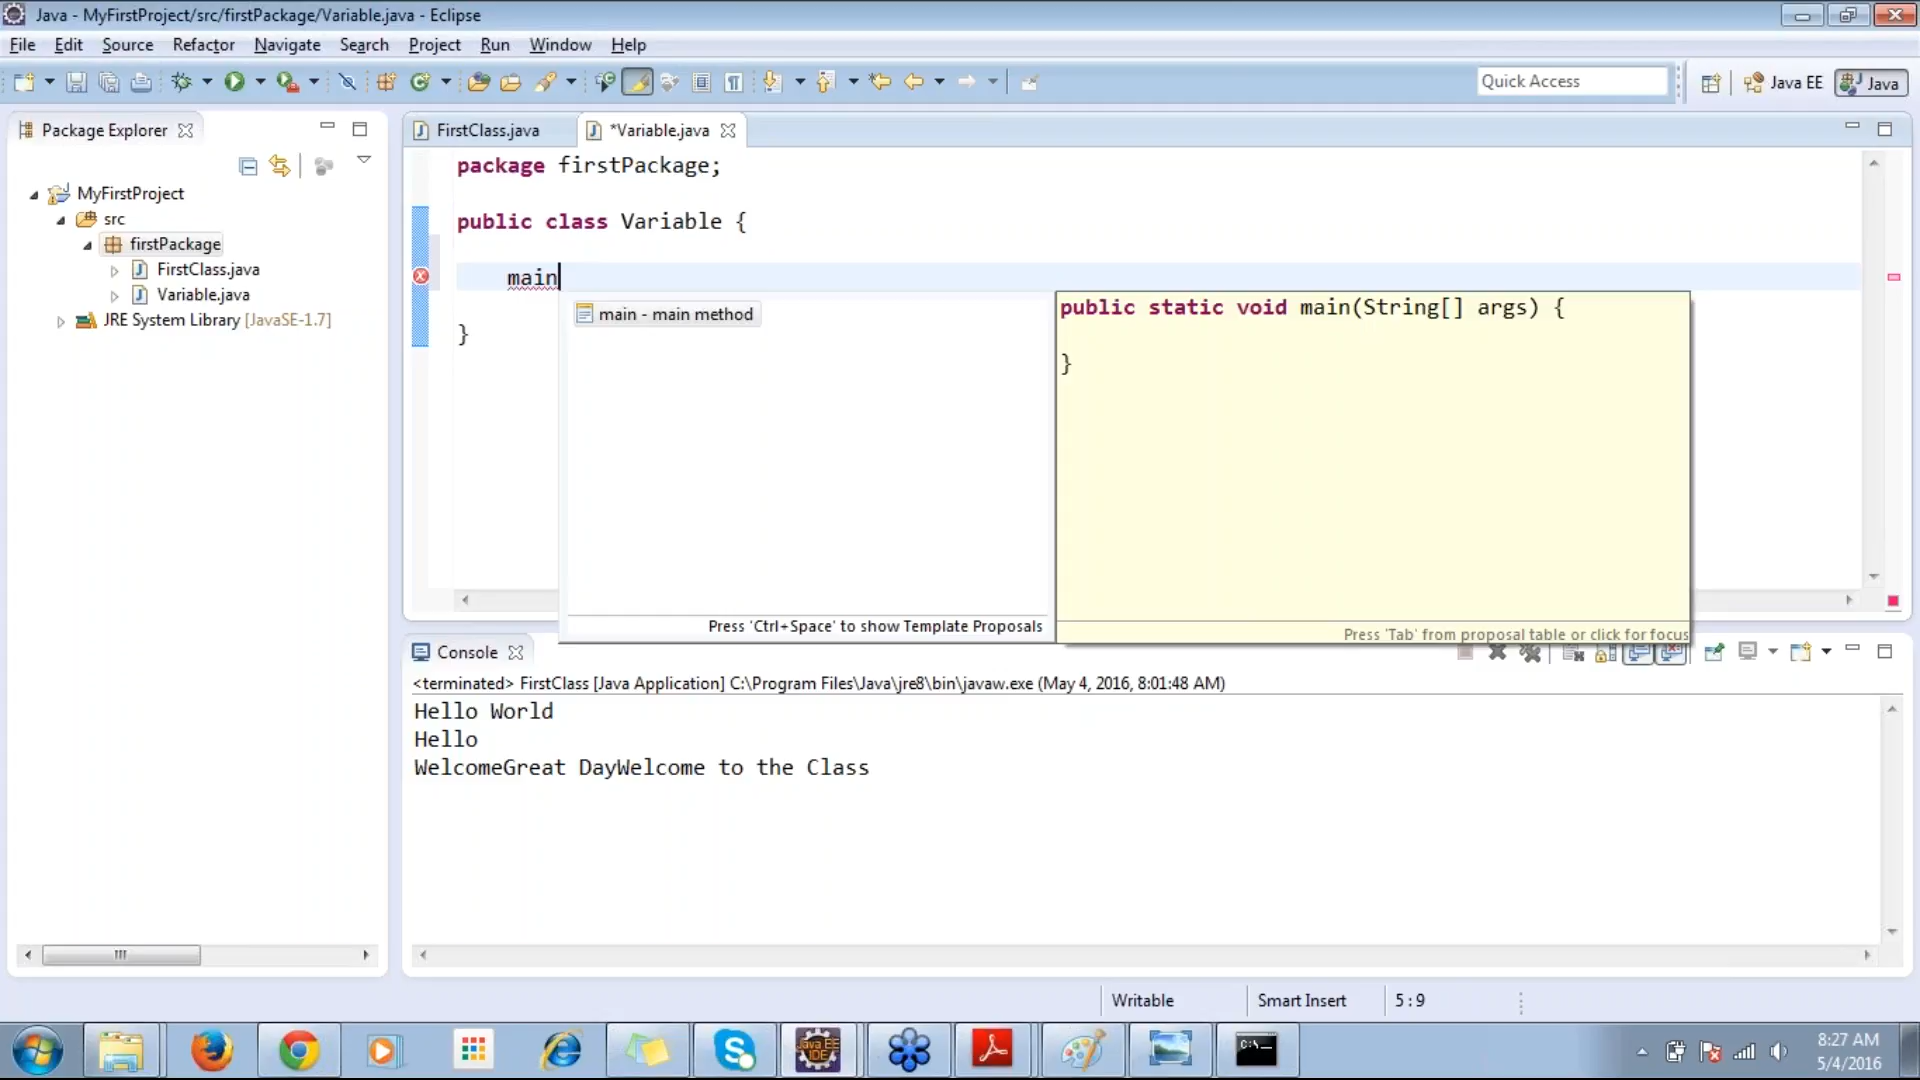 Java - MyFirstProject/src/firstPackage/Variable.java - Eclipse
File Edit Source Refactor Navigate Search Project Run Window Help
Quick Access
Java EE
Java
Package Explorer
MyFirstProject
src
firstPackage
FirstClass.java
Variable.java
JRE System Library [JavaSE-1.7]
FirstClass.java
*Variable.java
package firstPackage;
public class Variable {
main
}
main - main method
Press 'Ctrl+Space' to show Template Proposals
public static void main(String[] args) {
}
Press 'Tab' from proposal table or click for focus
Console
<terminated> FirstClass [Java Application] C:\Program Files\Java\jre8\bin\javaw.exe (May 4, 2016, 8:01:48 AM)
Hello World
Hello
WelcomeGreat DayWelcome to the Class
Writable
Smart Insert
5 : 9
Java EE
IDE
C:\_
8:27 AM
5/4/2016